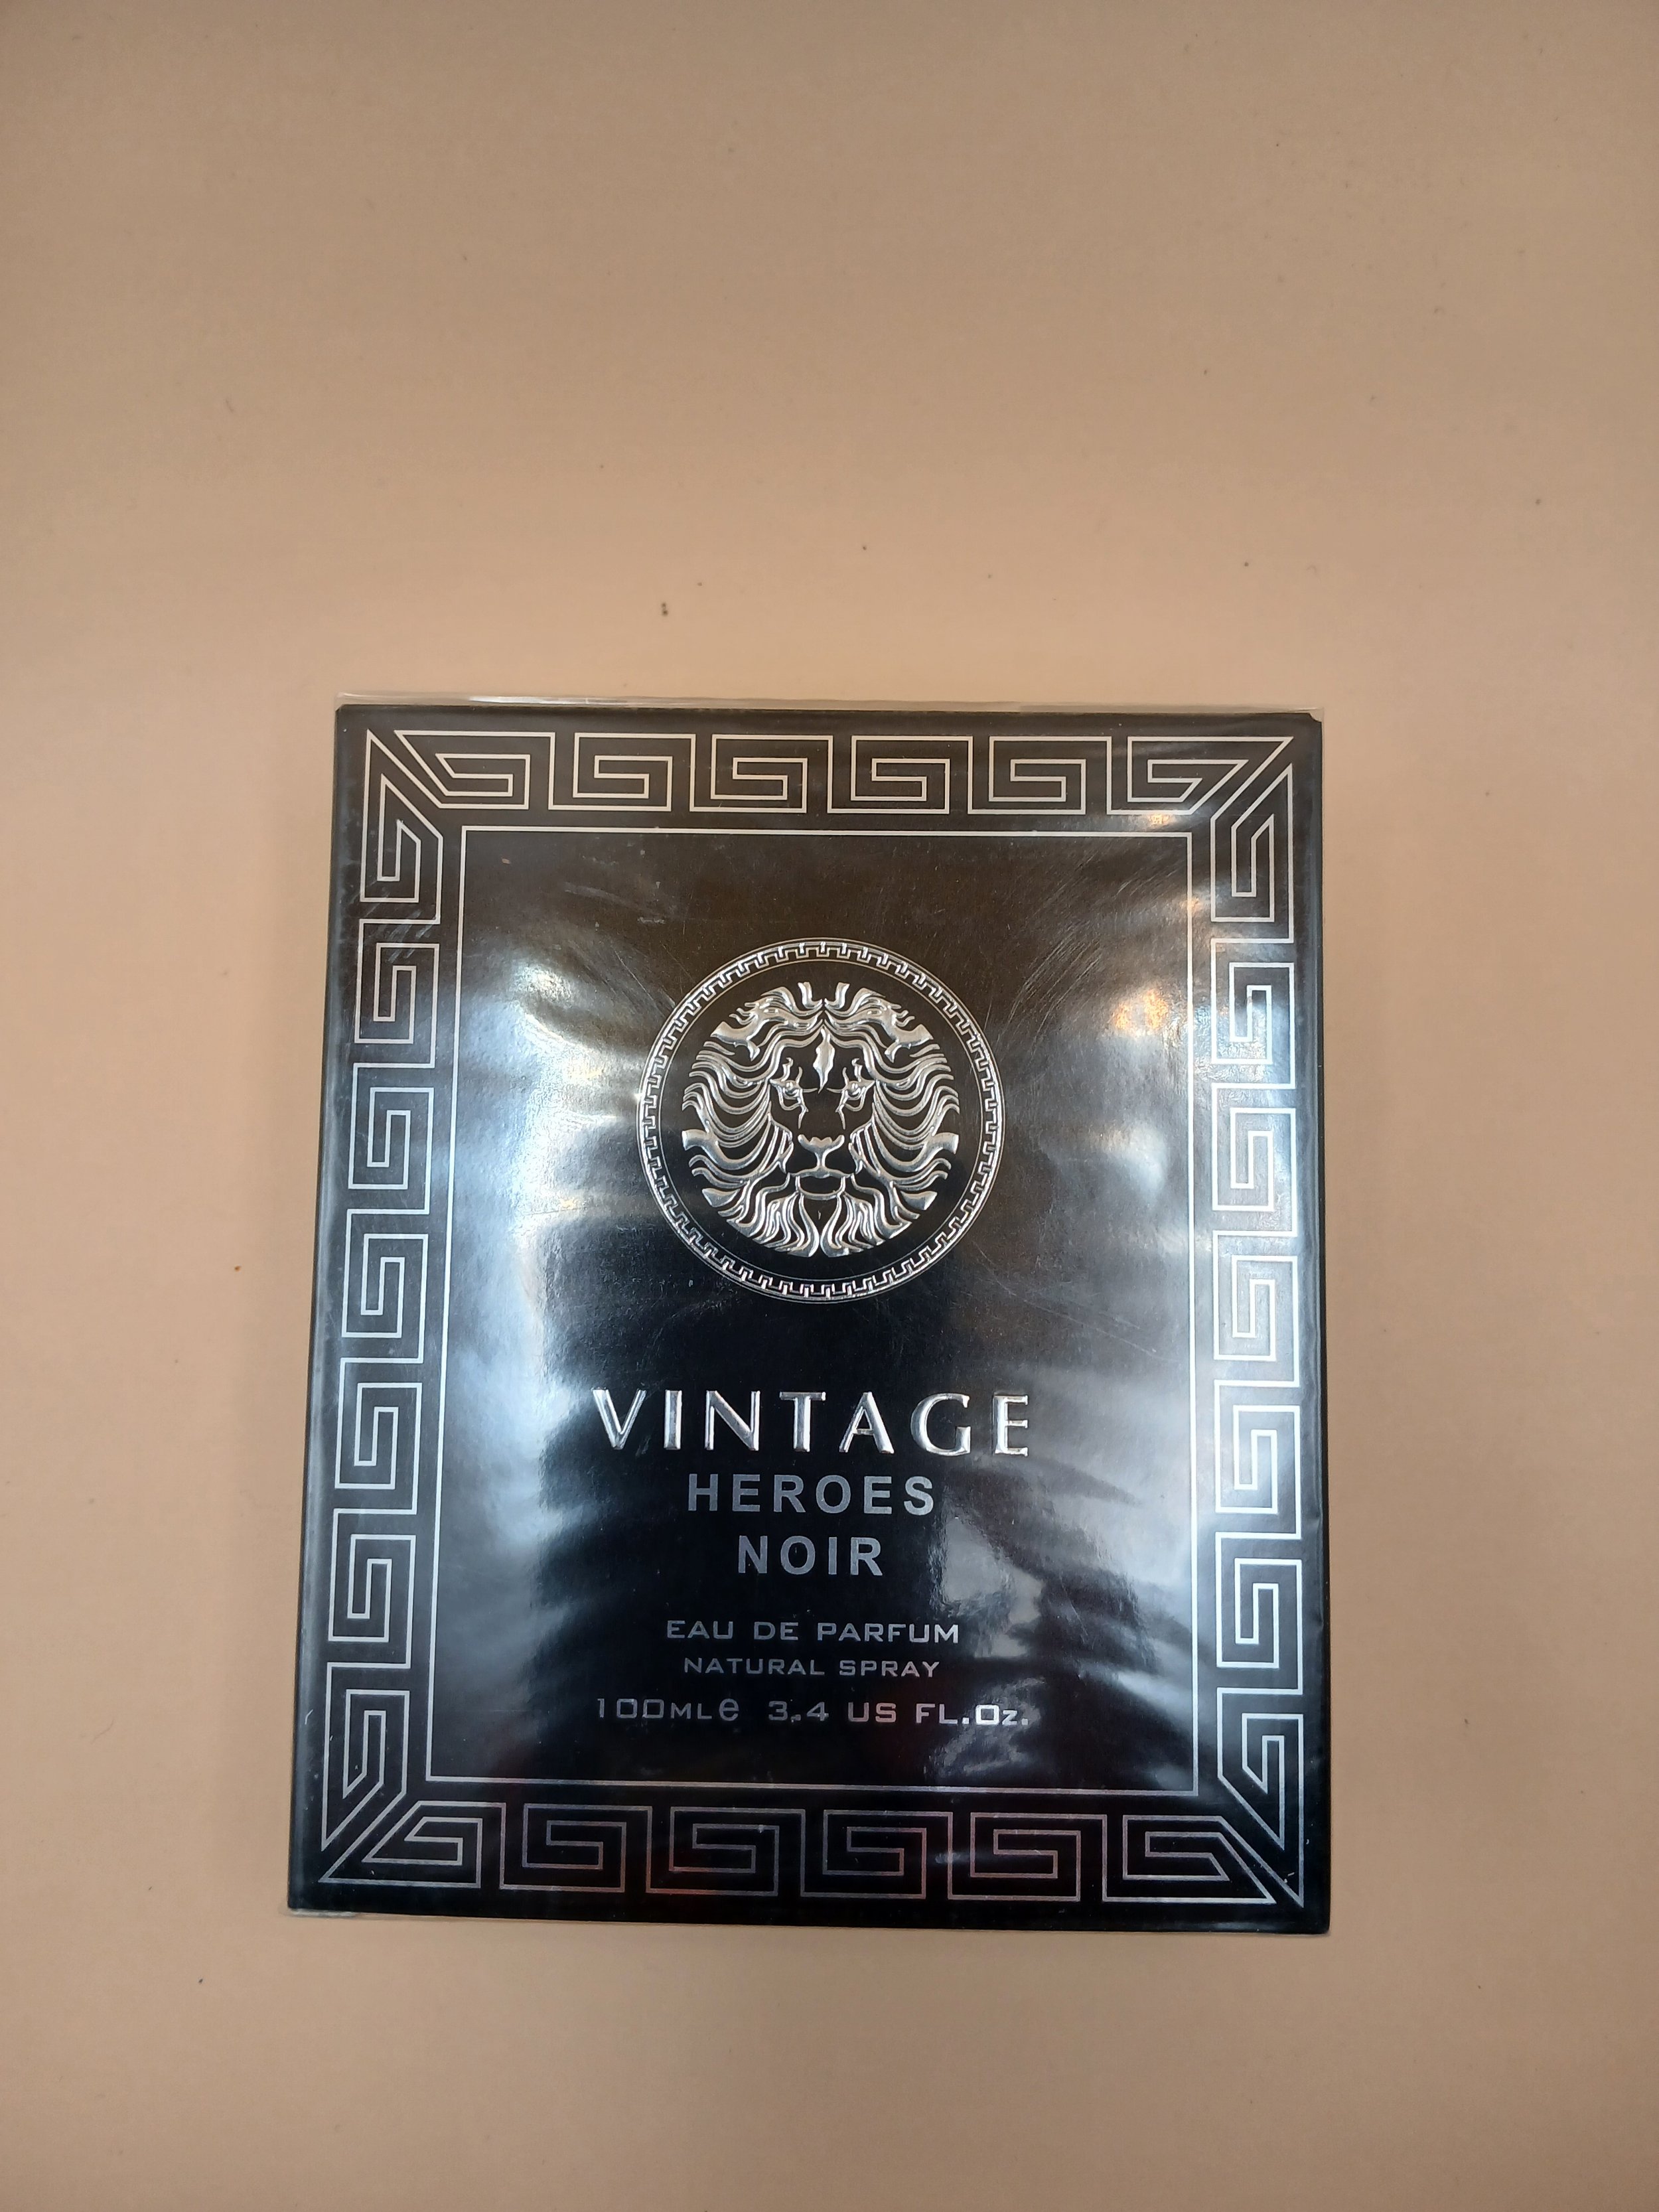 VINTAGE
HEROES
NOIR
EAU DE PARFUM
NATURAL SPRAY
100ML℮ 3.4 US FL.Oz.